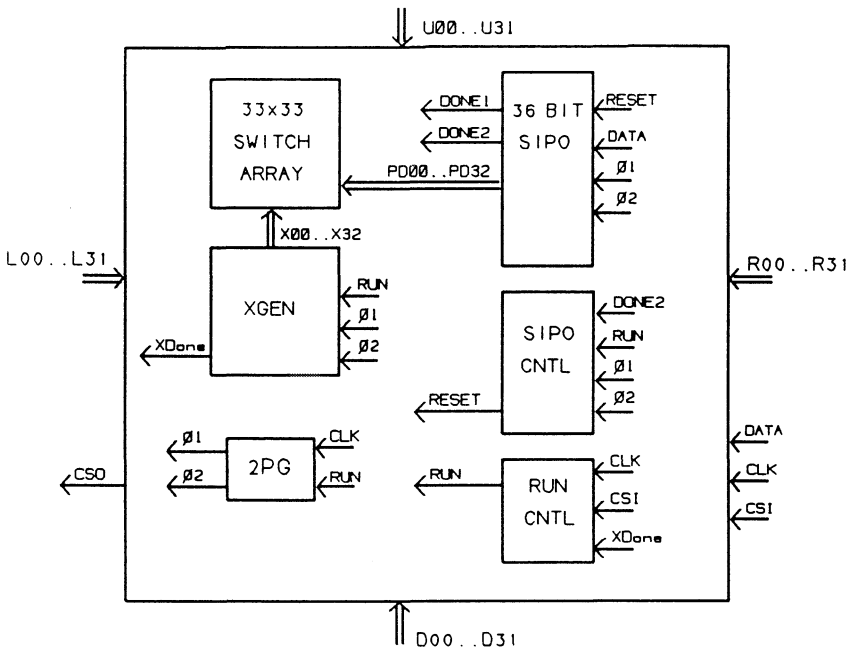 U00..U31
33x33
SWITCH
ARRAY
DONE1
DONE2
PD00..PD32
36 BIT
SIPO
RESET
DATA
Ø1
Ø2
X00..X32
L00..L31
R00..R31
XGEN
RUN
Ø1
Ø2
XDone
SIPO
CNTL
DONE2
RUN
Ø1
Ø2
RESET
Ø1
Ø2
2PG
CLK
RUN
CSO
RUN
RUN
CNTL
CLK
CSI
XDone
DATA
CLK
CSI
D00..D31